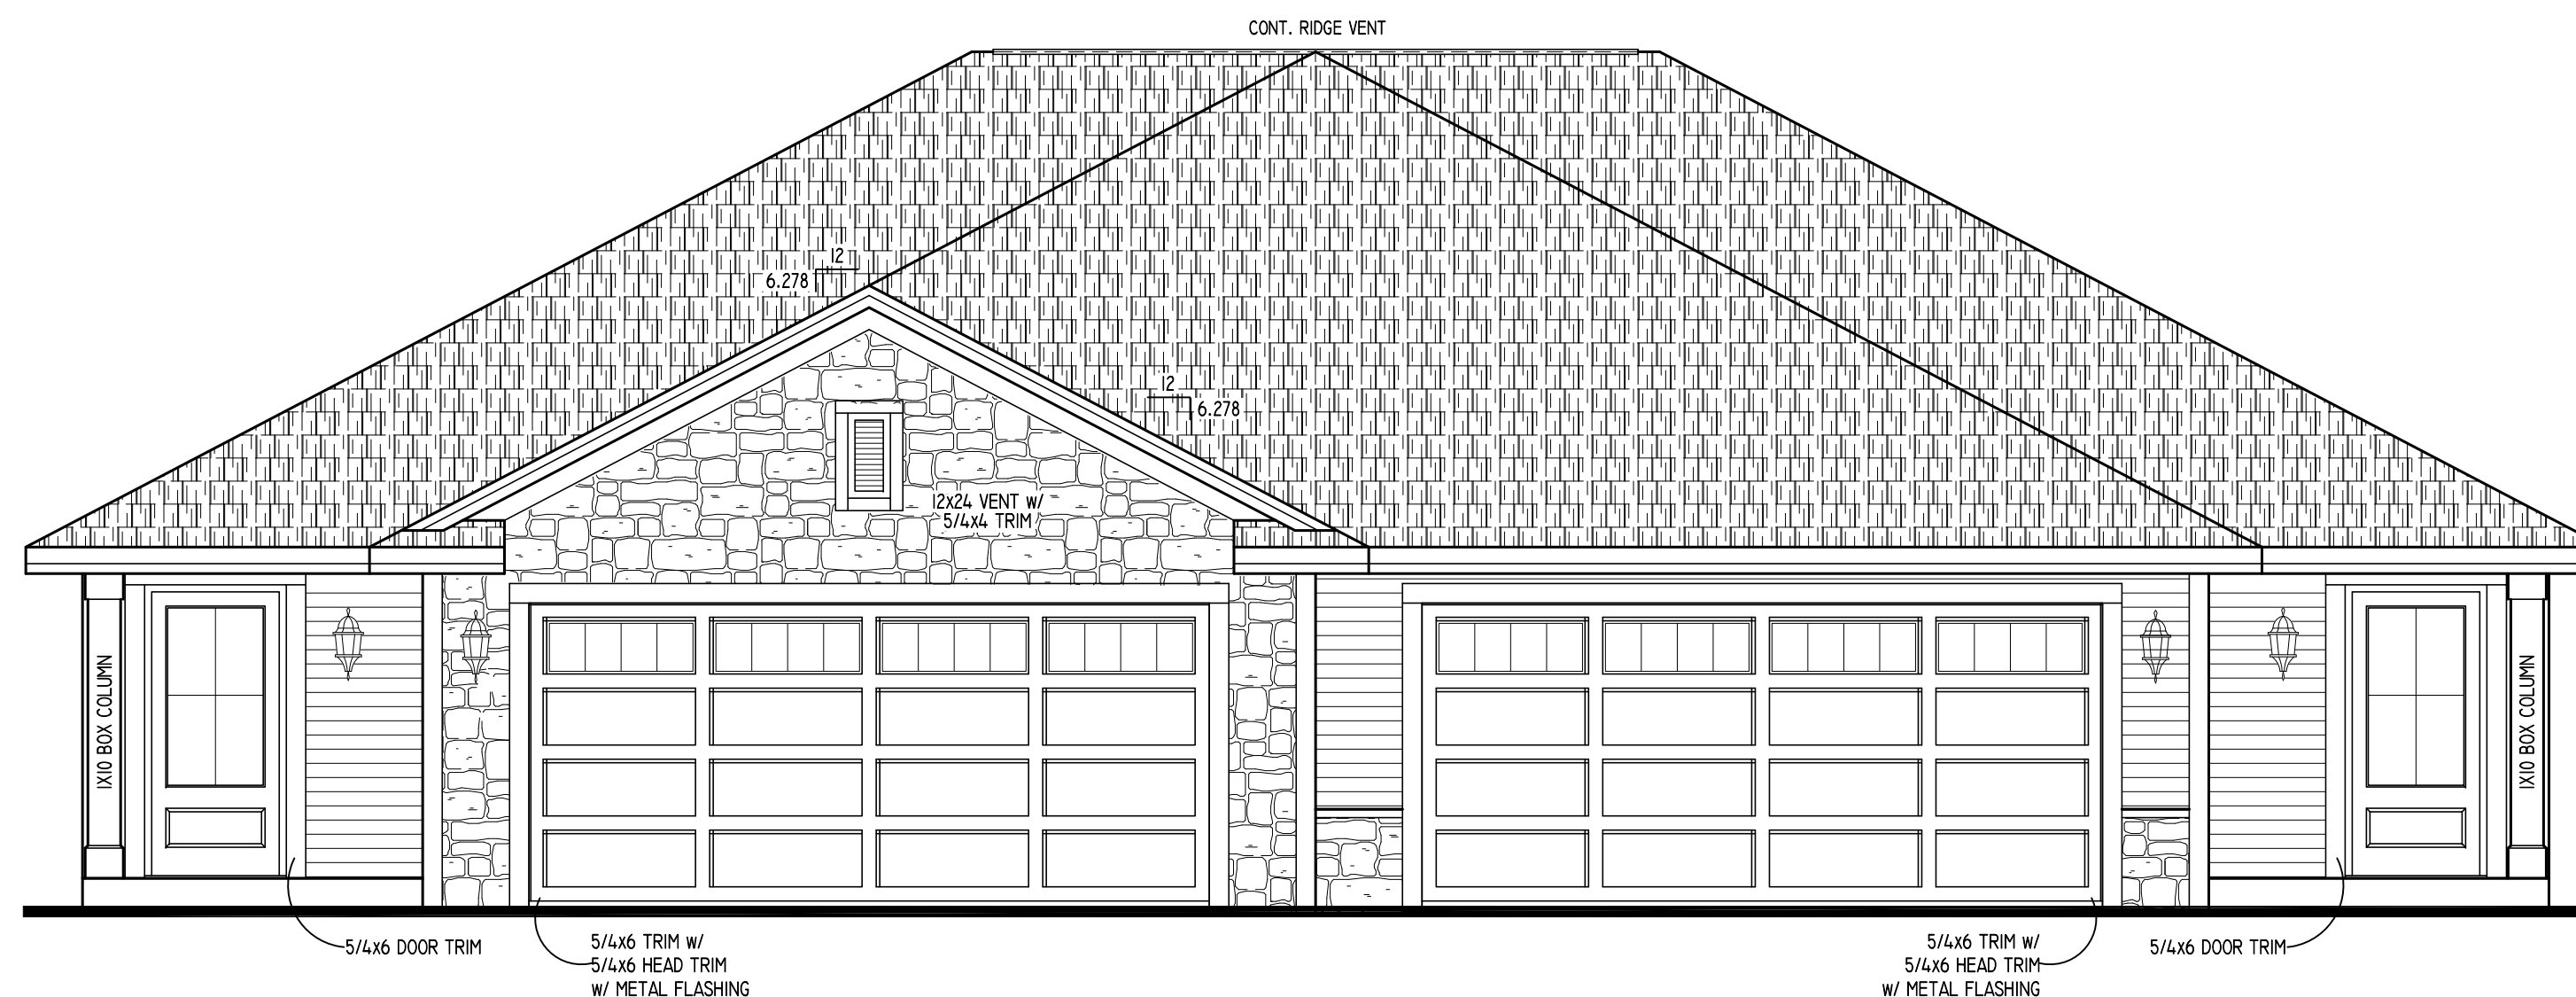 CONT. RIDGE VENT
12
6.278
12
6.278
12x24 VENT w/
5/4x4 TRIM
1X10 BOX COLUMN
1X10 BOX COLUMN
5/4x6 DOOR TRIM
5/4x6 TRIM w/
5/4x6 HEAD TRIM
w/ METAL FLASHING
5/4x6 TRIM w/
5/4x6 HEAD TRIM
w/ METAL FLASHING
5/4x6 DOOR TRIM